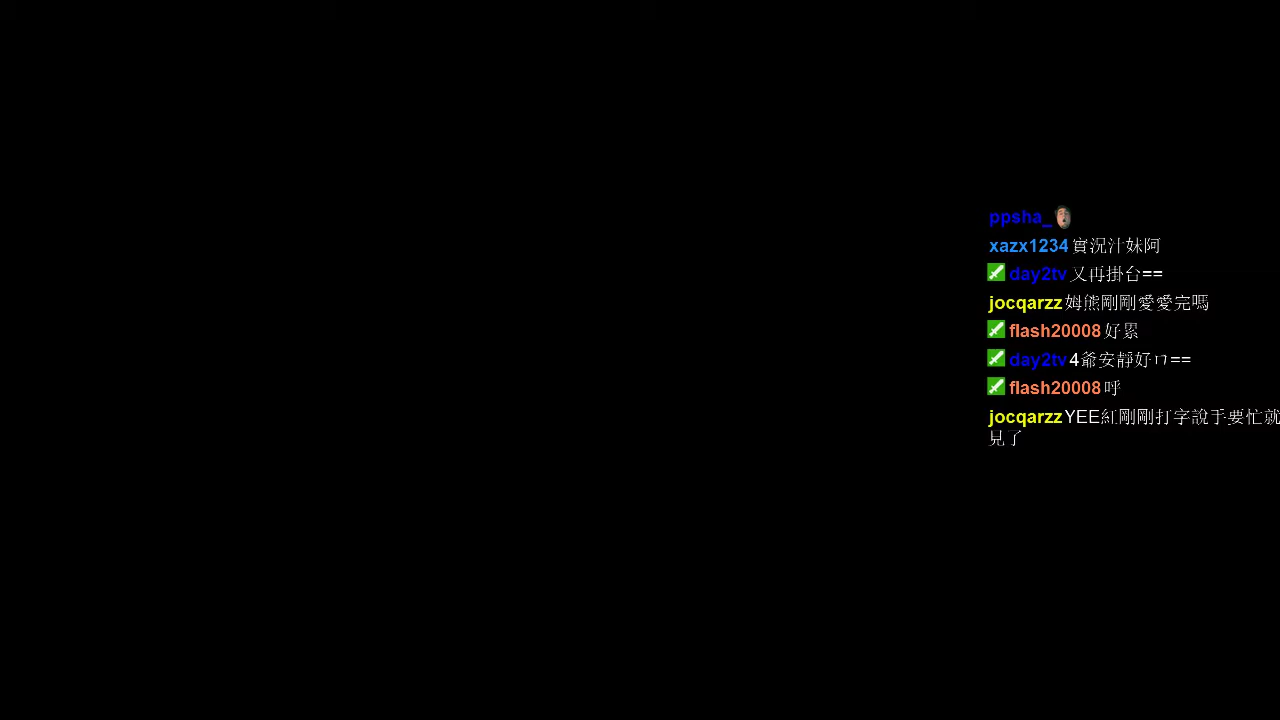 ppsha_
xazx1234 實況汁妹阿
day2tv 又再掛台==
jocqarzz 姆熊剛剛愛愛完嗎
flash20008 好累
day2tv 4爺安靜好ㄇ==
flash20008 呼
jocqarzz YEE紅剛剛打字說手要忙就
見了